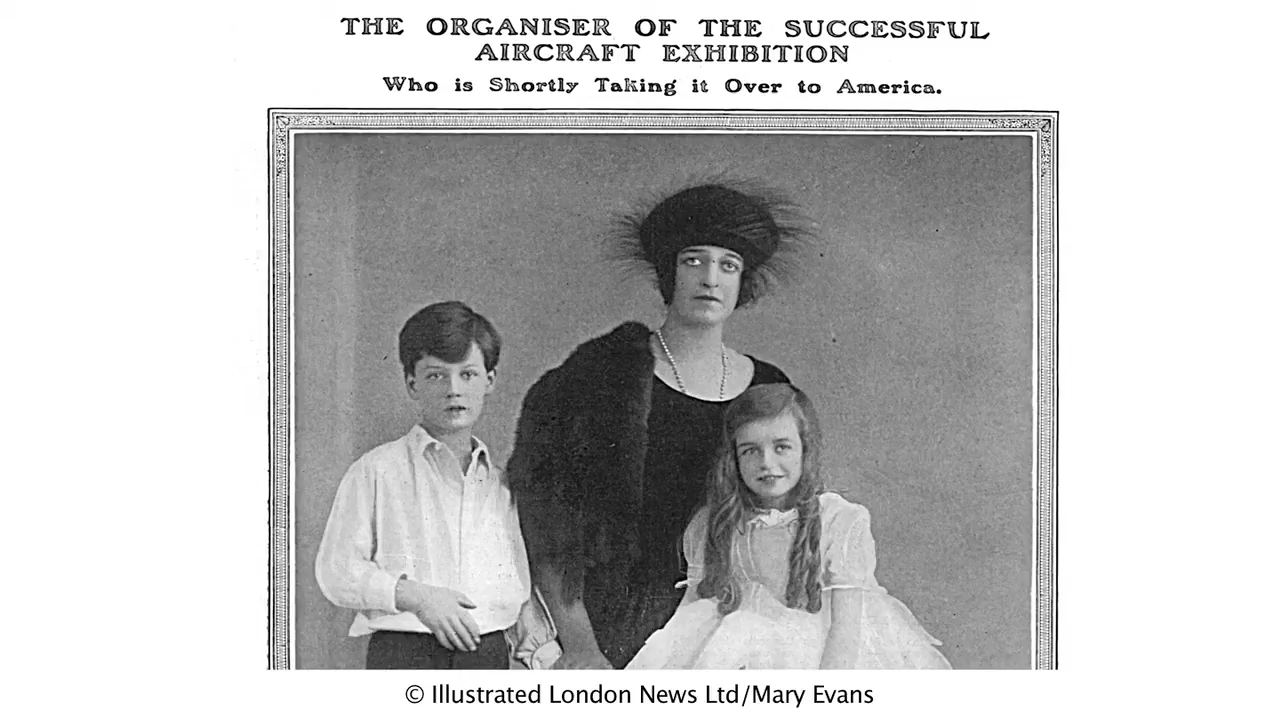 THE ORGANISER OF THE SUCCESSFUL
AIRCRAFT EXHIBITION
Who is Shortly Taking it Over to America.
© Illustrated London News Ltd/Mary Evans